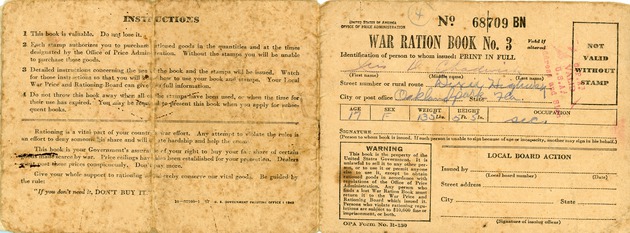 INSTRUCTIONS
1 This book is valuable. Do not lose it.
2 Each stamp authorizes you to purchase rationed goods in the quantities and at the times
designated by the Office of Price Administration. Without the stamps you will be unable
to purchase those goods.
3 Detailed instructions concerning the use of the book and the stamps will be issued. Watch
for those instructions so that you will know how to use your book and stamps. Your Local
War Price and Rationing Board can give you full information.
4 Do not throw this book away when all of the stamps have been used, or when the time for
their use has expired. You may be required to present this book when you apply for subse-
quent books.
Rationing is a vital part of your country's war effort. Any attempt to violate the rules is
an effort to deny someone his share and will create hardship and help the enemy.
This book is your Government's assurance of your right to buy your fair share of certain
goods made scarce by war. Price ceilings have also been established for your protection. Dealers
must post these prices conspicuously. Don't pay more.
Give your whole support to rationing and thereby conserve our vital goods. Be guided by
the rule:
"If you don't need it, DON'T BUY IT."
U. S. GOVERNMENT PRINTING OFFICE : 1943
UNITED STATES OF AMERICA
OFFICE OF PRICE ADMINISTRATION
4
No 68709 BN
WAR RATION BOOK No. 3
Void if
altered
NOT
VALID
WITHOUT
STAMP
Identification of person to whom issued: PRINT IN FULL
(First name) (Middle name) (Last name)
Street number or rural route Dixie Highway
City or post office Oakland Park State Fla.
AGE SEX WEIGHT HEIGHT OCCUPATION
17 F 135 Lbs. 5 Ft. 5 In. sec.
SIGNATURE
(Person to whom book is issued. If such person is unable to sign because of age or incapacity, another may sign in his behalf.)
WARNING
This book is the property of the
United States Government. It is
unlawful to sell it to any other per-
son, or to use it or permit anyone
else to use it, except to obtain
rationed goods in accordance with
regulations of the Office of Price
Administration. Any person who
finds a lost War Ration Book must
return it to the War Price and
Rationing Board which issued it.
Persons who violate rationing regu-
lations are subject to $10,000 fine or
imprisonment, or both.
LOCAL BOARD ACTION
Issued by
(Local board number) (Date)
Street address
City State
(Signature of issuing officer)
OPA Form No. R-130